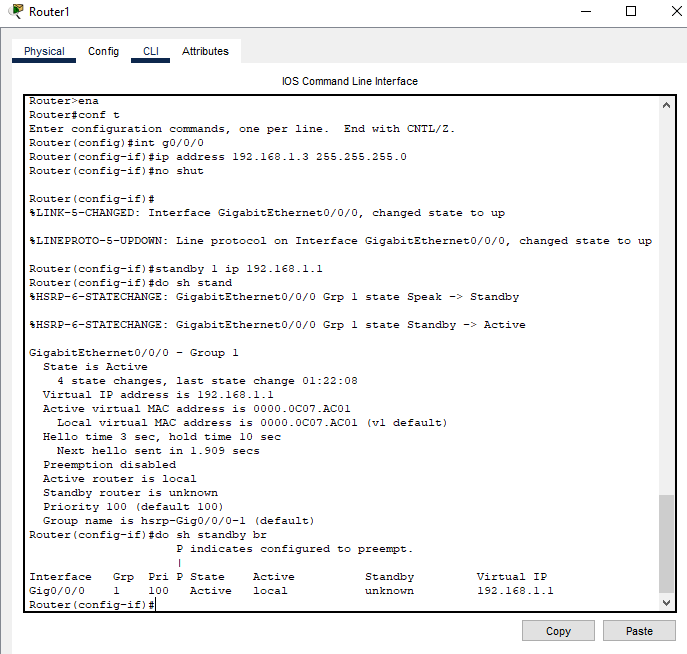 Router1
Physical Config CLI Attributes
IOS Command Line Interface
Router>ena
Router#conf t
Enter configuration commands, one per line.  End with CNTL/Z.
Router(config)#int g0/0/0
Router(config-if)#ip address 192.168.1.3 255.255.255.0
Router(config-if)#no shut
Router(config-if)#
%LINK-5-CHANGED: Interface GigabitEthernet0/0/0, changed state to up
%LINEPROTO-5-UPDOWN: Line protocol on Interface GigabitEthernet0/0/0, changed state to up
Router(config-if)#standby 1 ip 192.168.1.1
Router(config-if)#do sh stand
%HSRP-6-STATECHANGE: GigabitEthernet0/0/0 Grp 1 state Speak -> Standby
%HSRP-6-STATECHANGE: GigabitEthernet0/0/0 Grp 1 state Standby -> Active
GigabitEthernet0/0/0 - Group 1
  State is Active
    4 state changes, last state change 01:22:08
  Virtual IP address is 192.168.1.1
  Active virtual MAC address is 0000.0C07.AC01
    Local virtual MAC address is 0000.0C07.AC01 (v1 default)
  Hello time 3 sec, hold time 10 sec
    Next hello sent in 1.909 secs
  Preemption disabled
  Active router is local
  Standby router is unknown
  Priority 100 (default 100)
  Group name is hsrp-Gig0/0/0-1 (default)
Router(config-if)#do sh standby br
                     P indicates configured to preempt.
                     |
Interface   Grp  Pri P State    Active          Standby         Virtual IP
Gig0/0/0    1    100   Active   local           unknown         192.168.1.1
Router(config-if)#
Copy Paste